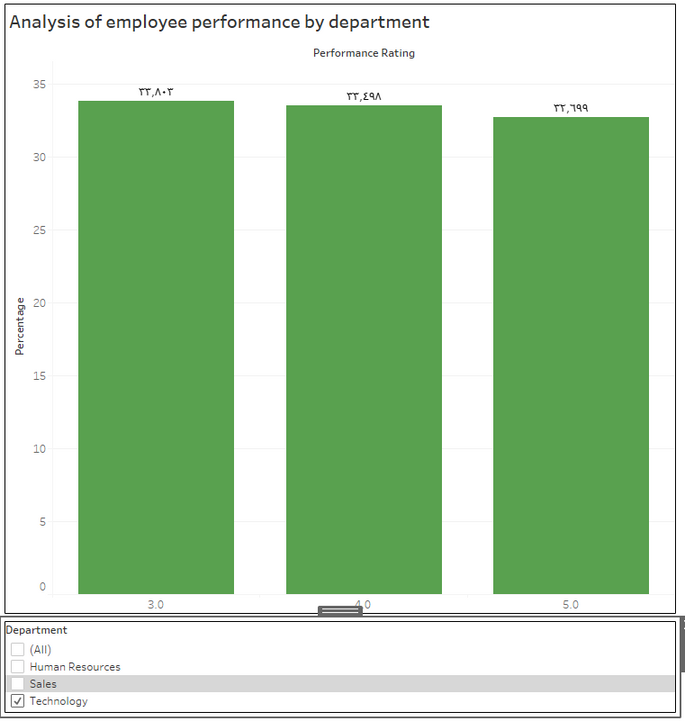 Analysis of employee performance by department
Performance Rating
٣٣,٨٠٣
٣٣,٤٩٨
٣٢,٦٩٩
Percentage
35
30
25
20
15
10
5
0
3.0
4.0
5.0
Department
(All)
Human Resources
Sales
Technology